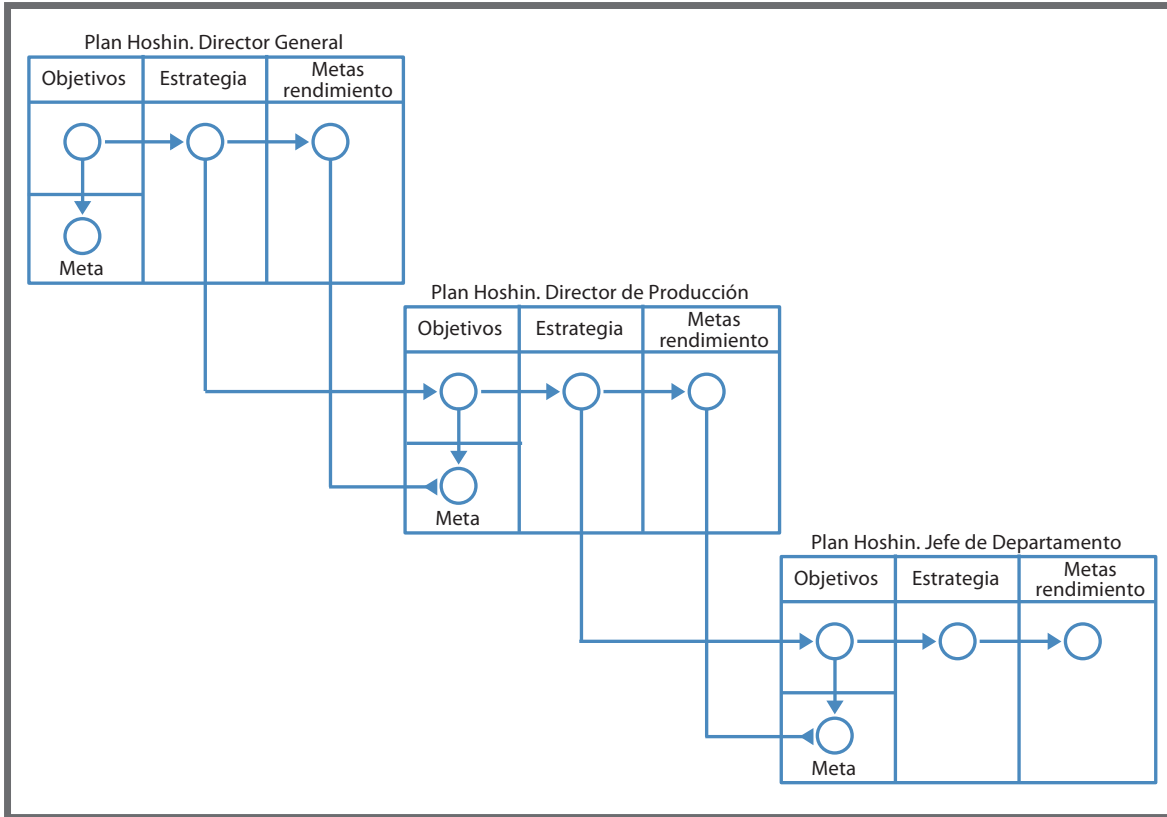 Plan Hoshin. Director General
Objetivos
Estrategia
Metas
rendimiento
Meta
Plan Hoshin. Director de Producción
Objetivos
Estrategia
Metas
rendimiento
Meta
Plan Hoshin. Jefe de Departamento
Objetivos
Estrategia
Metas
rendimiento
Meta